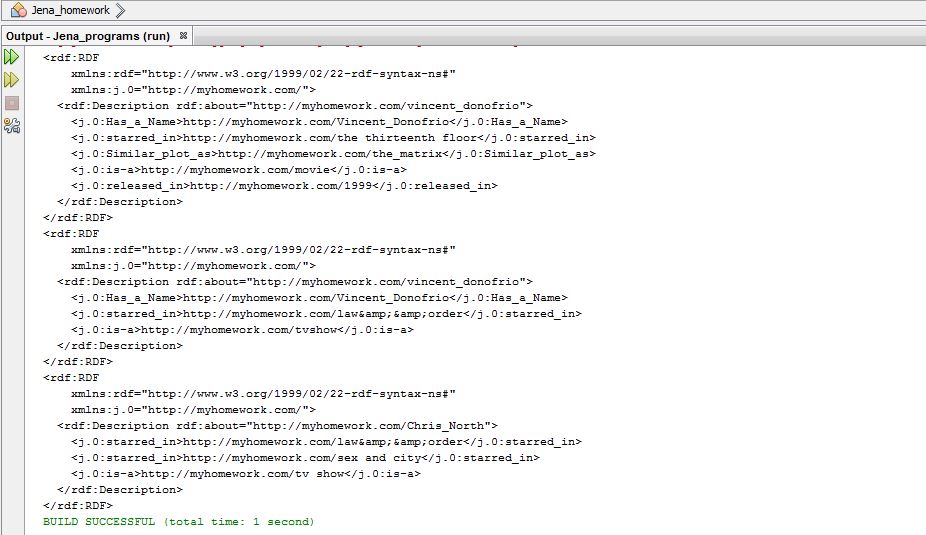 Jena_homework
Output - Jena_programs (run)
<rdf:RDF
xmlns:rdf="http://www.w3.org/1999/02/22-rdf-syntax-ns#"
xmlns:j.0="http://myhomework.com/">
<rdf:Description rdf:about="http://myhomework.com/vincent_donofrio">
<j.0:Has_a_Name>http://myhomework.com/Vincent_Donofrio</j.0:Has_a_Name>
<j.0:starred_in>http://myhomework.com/the thirteenth floor</j.0:starred_in>
<j.0:Similar_plot_as>http://myhomework.com/the_matrix</j.0:Similar_plot_as>
<j.0:is-a>http://myhomework.com/movie</j.0:is-a>
<j.0:released_in>http://myhomework.com/1999</j.0:released_in>
</rdf:Description>
</rdf:RDF>
<rdf:RDF
xmlns:rdf="http://www.w3.org/1999/02/22-rdf-syntax-ns#"
xmlns:j.0="http://myhomework.com/">
<rdf:Description rdf:about="http://myhomework.com/vincent_donofrio">
<j.0:Has_a_Name>http://myhomework.com/Vincent_Donofrio</j.0:Has_a_Name>
<j.0:starred_in>http://myhomework.com/law&amp;&amp;order</j.0:starred_in>
<j.0:is-a>http://myhomework.com/tvshow</j.0:is-a>
</rdf:Description>
</rdf:RDF>
<rdf:RDF
xmlns:rdf="http://www.w3.org/1999/02/22-rdf-syntax-ns#"
xmlns:j.0="http://myhomework.com/">
<rdf:Description rdf:about="http://myhomework.com/Chris_North">
<j.0:starred_in>http://myhomework.com/law&amp;&amp;order</j.0:starred_in>
<j.0:starred_in>http://myhomework.com/sex and city</j.0:starred_in>
<j.0:is-a>http://myhomework.com/tv show</j.0:is-a>
</rdf:Description>
</rdf:RDF>
BUILD SUCCESSFUL (total time: 1 second)